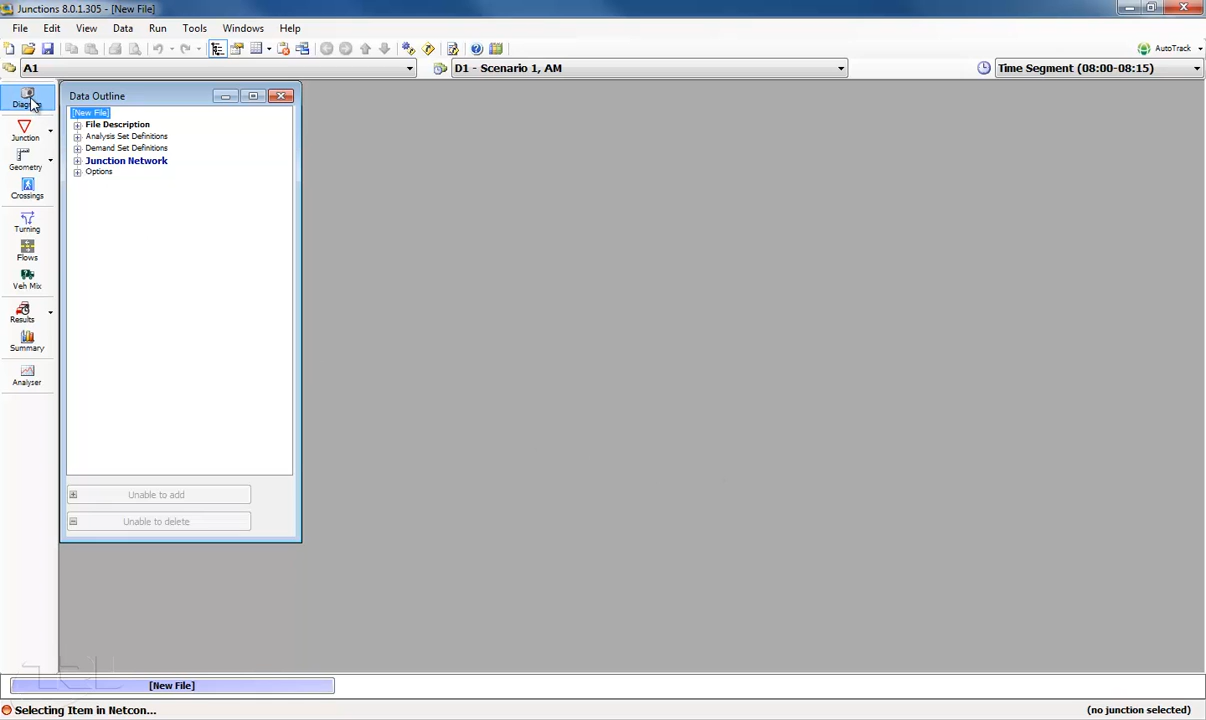 Junctions 8.0.1.305 - [New File]
File Edit View Data Run Tools Windows Help
AutoTrack
A1 D1 - Scenario 1, AM Time Segment (08:00-08:15)
Data Outline
[New File]
File Description
Analysis Set Definitions
Demand Set Definitions
Junction Network
Options
Unable to add
Unable to delete
Junction
Geometry
Crossings
Turning
Flows
Veh Mix
Results
Summary
Analyser
[New File]
Selecting Item in Netcon... (no junction selected)